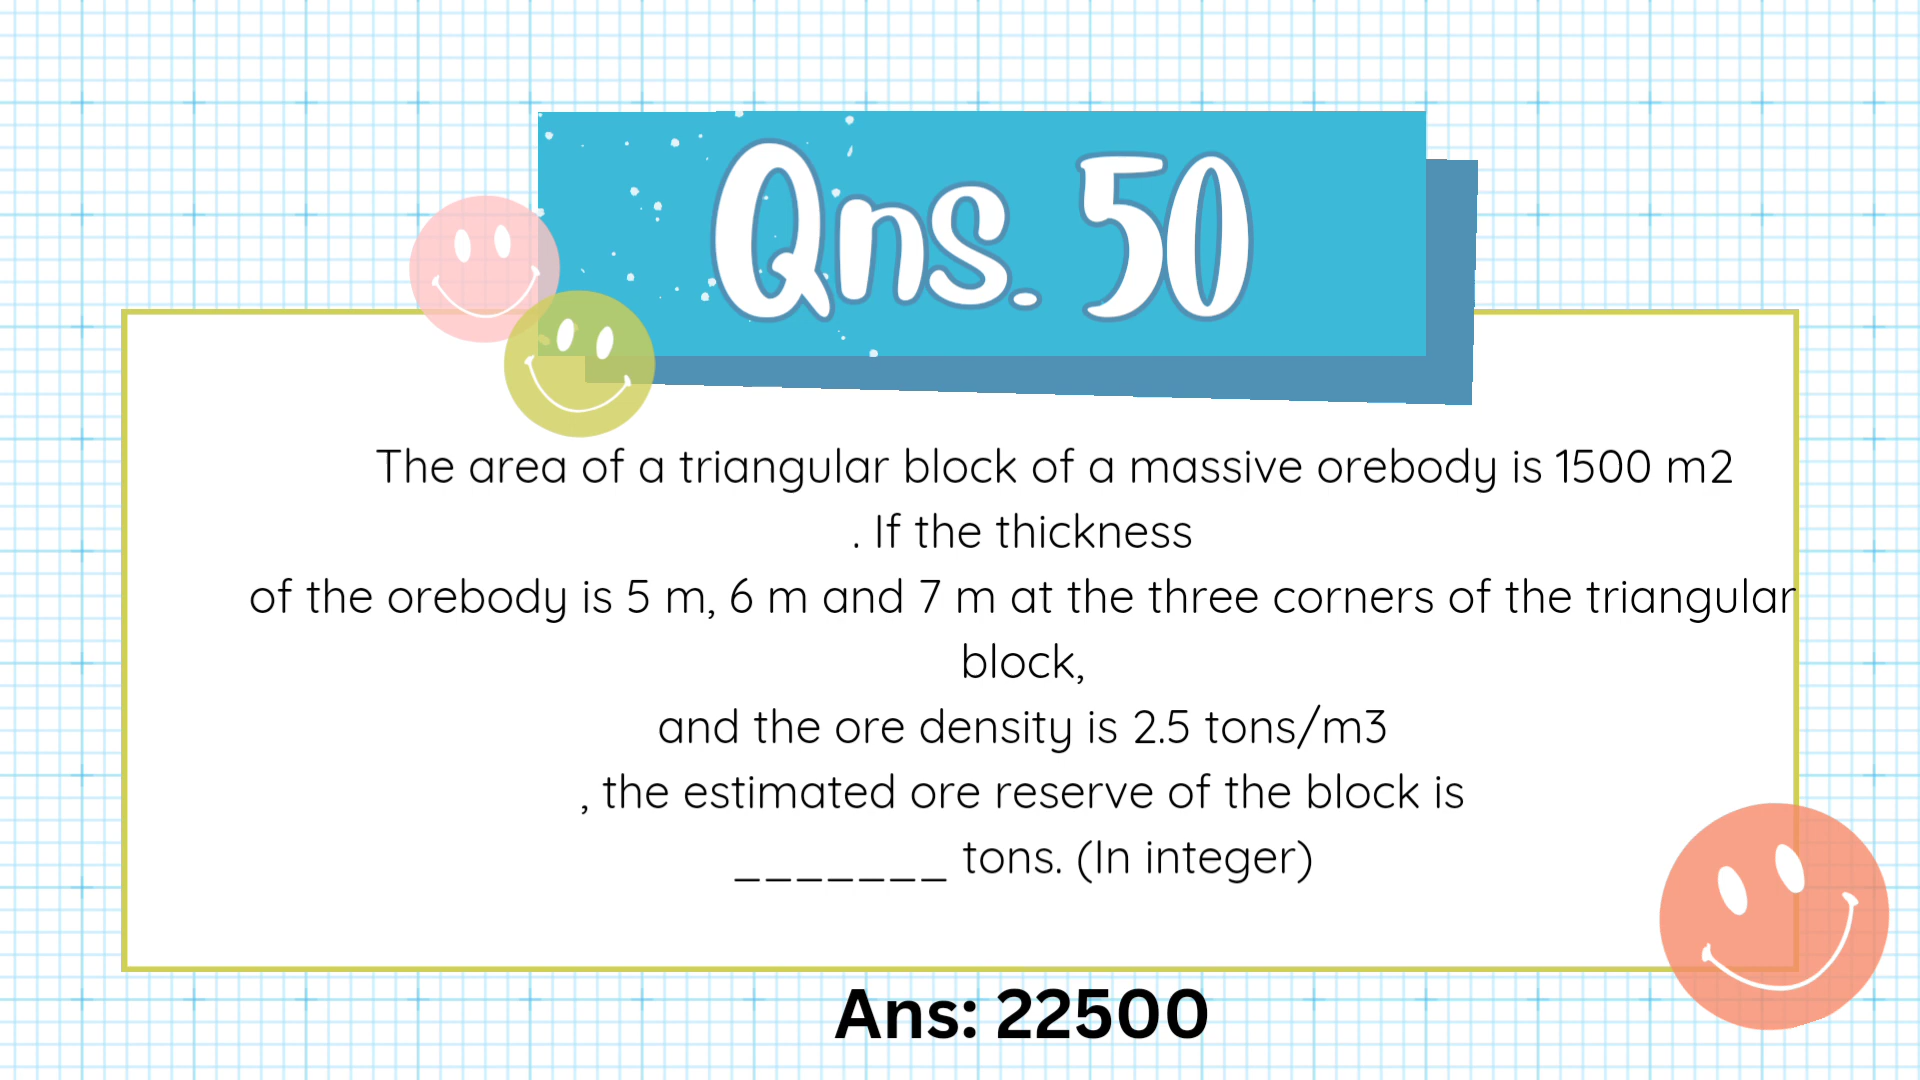 Qns. 50
The area of a triangular block of a massive orebody is 1500 m2
. If the thickness
of the orebody is 5 m, 6 m and 7 m at the three corners of the triangular
block,
and the ore density is 2.5 tons/m3
, the estimated ore reserve of the block is
_______ tons. (In integer)
Ans: 22500